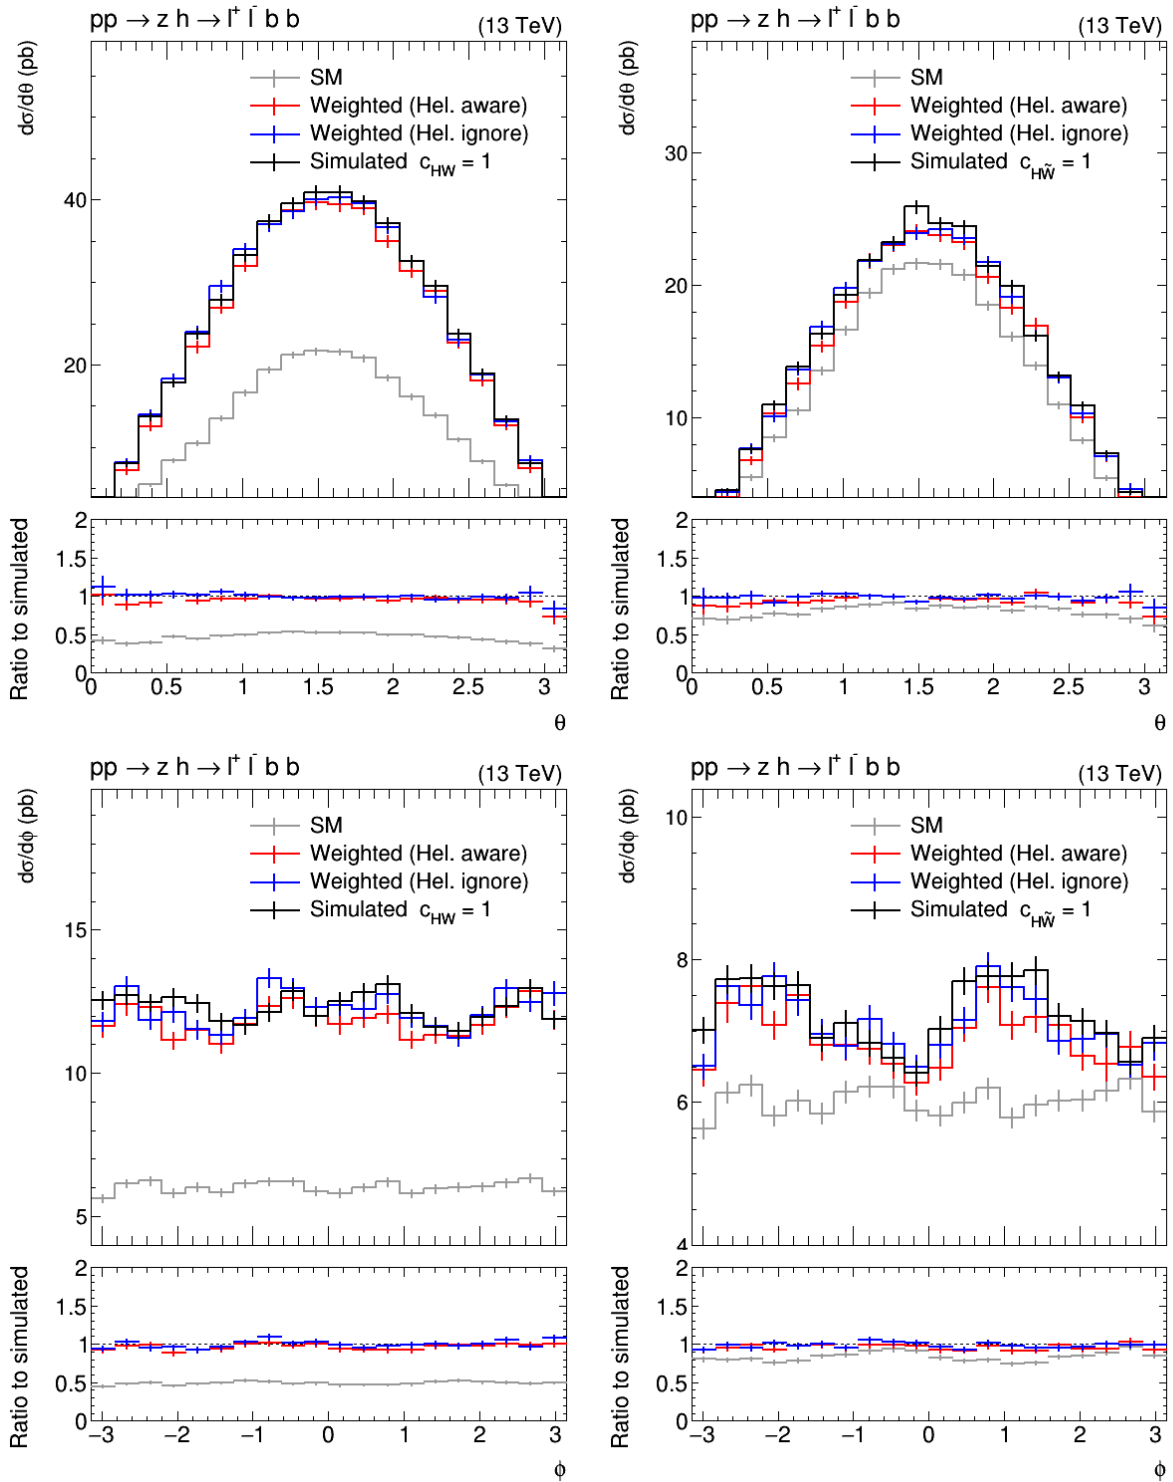 pp → z h → l⁺ l⁻ b b (13 TeV)
dσ/dθ (pb)
SM
Weighted (Hel. aware)
Weighted (Hel. ignore)
Simulated c_HW = 1
40
20
Ratio to simulated
2
1.5
1
0.5
0
0 0.5 1 1.5 2 2.5 3
θ
pp → z h → l⁺ l⁻ b b (13 TeV)
dσ/dθ (pb)
SM
Weighted (Hel. aware)
Weighted (Hel. ignore)
Simulated c_HW̃ = 1
30
20
10
Ratio to simulated
2
1.5
1
0.5
0
0 0.5 1 1.5 2 2.5 3
θ
pp → z h → l⁺ l⁻ b b (13 TeV)
dσ/dϕ (pb)
SM
Weighted (Hel. aware)
Weighted (Hel. ignore)
Simulated c_HW = 1
15
10
5
Ratio to simulated
2
1.5
1
0.5
0
−3 −2 −1 0 1 2 3
ϕ
pp → z h → l⁺ l⁻ b b (13 TeV)
dσ/dϕ (pb)
SM
Weighted (Hel. aware)
Weighted (Hel. ignore)
Simulated c_HW̃ = 1
10
8
6
4
Ratio to simulated
2
1.5
1
0.5
0
−3 −2 −1 0 1 2 3
ϕ